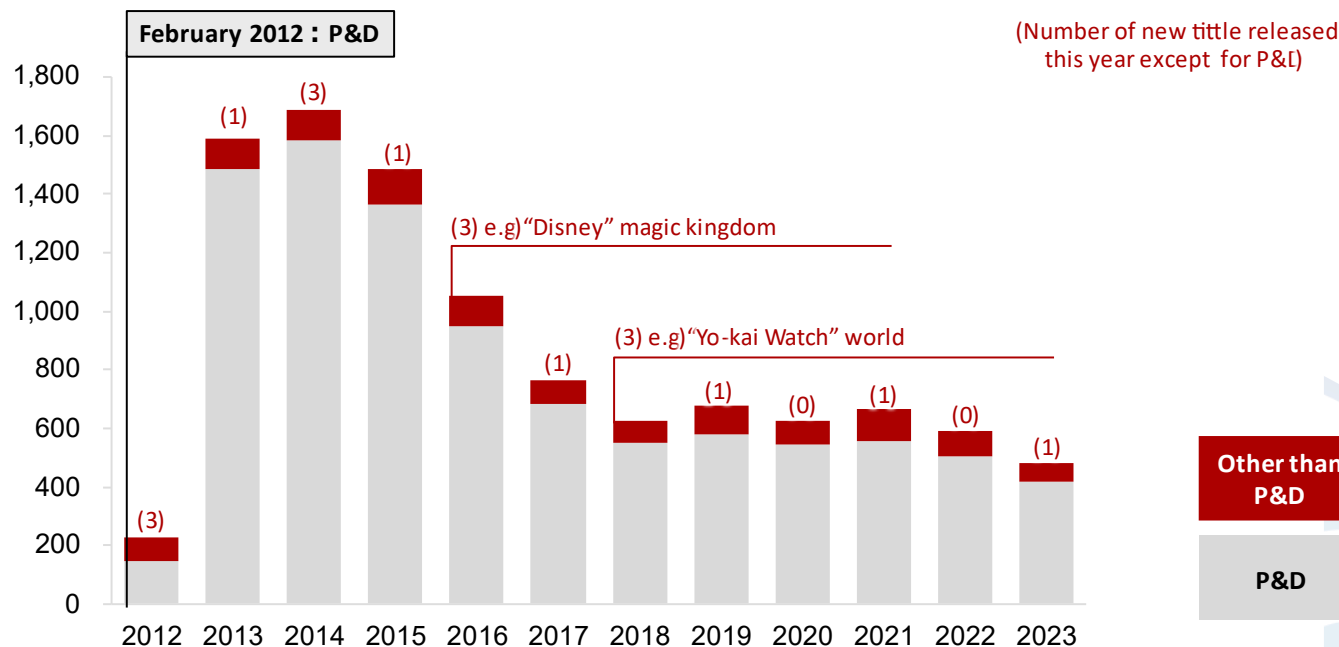 February 2012 : P&D
(Number of new tittle released
this year except for P&D)
1,800
1,600
1,400
1,200
1,000
800
600
400
200
0
(3)
(1)
(3)
(1)
(3) e.g)“Disney” magic kingdom
(1)
(3) e.g)“Yo-kai Watch” world
(1)
(0)
(1)
(0)
(1)
2012 2013 2014 2015 2016 2017 2018 2019 2020 2021 2022 2023
Other than
P&D
P&D